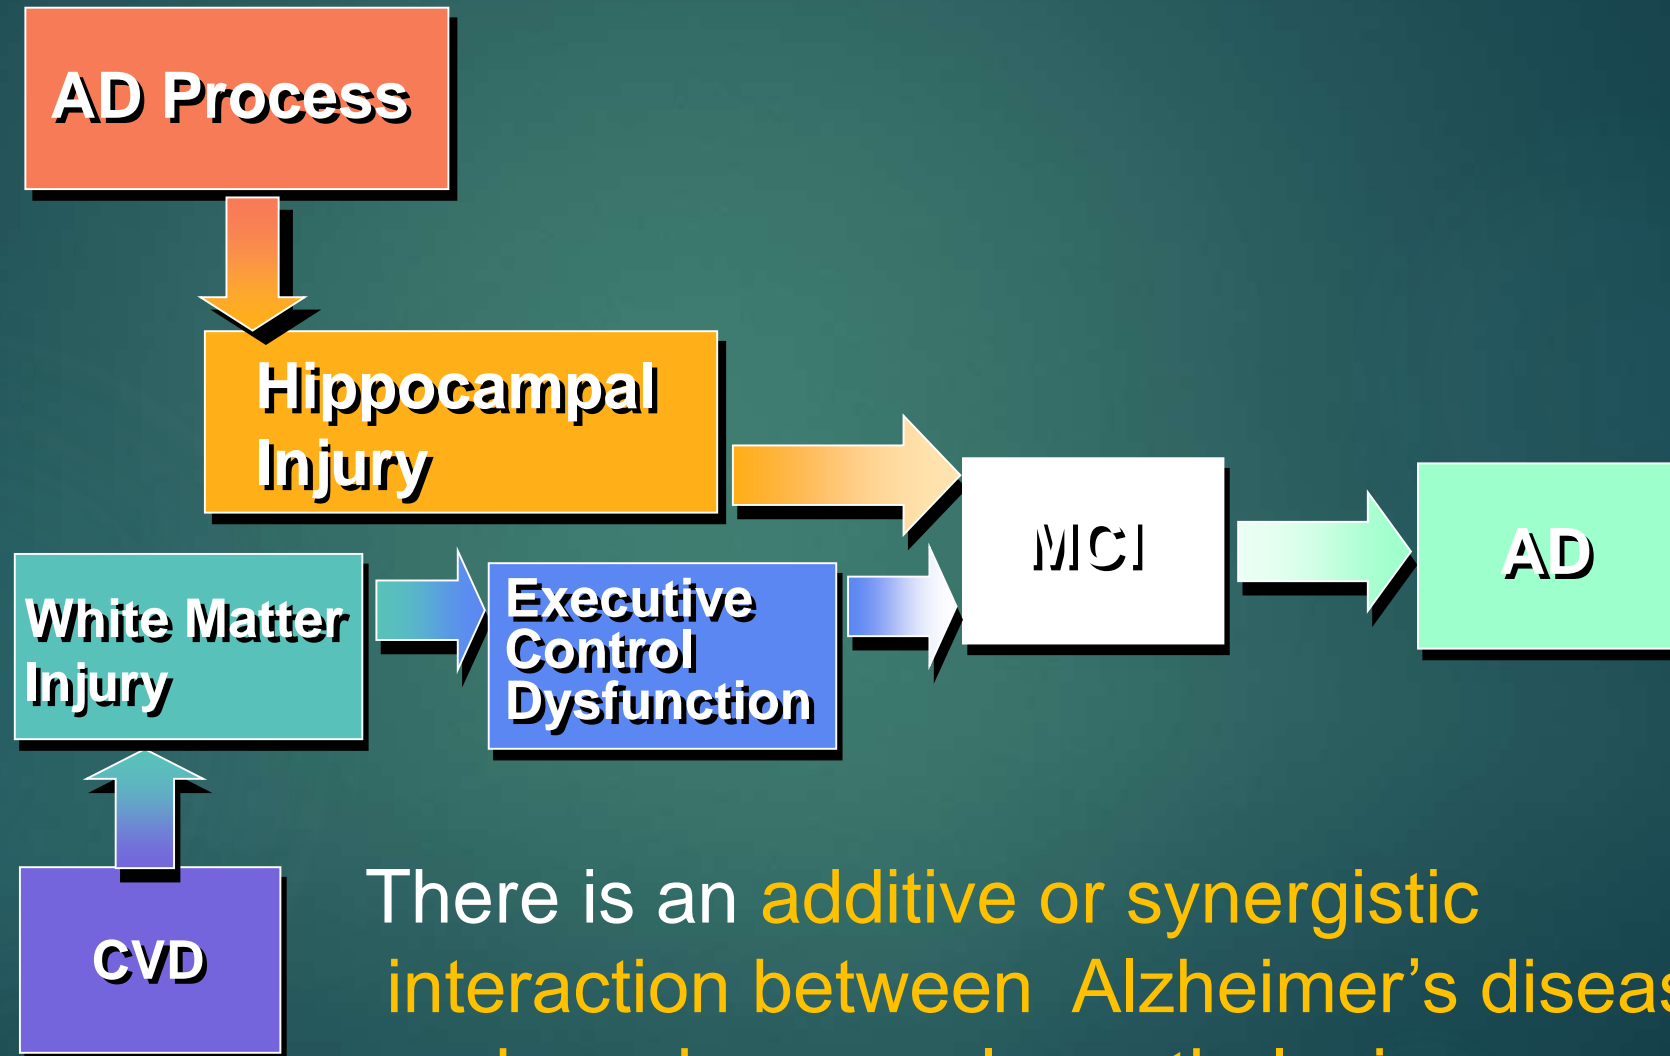 AD Process
Hippocampal
Injury
White Matter
Injury
Executive
Control
Dysfunction
MCI
AD
CVD
There is an additive or synergistic
interaction between Alzheimer’s diseas